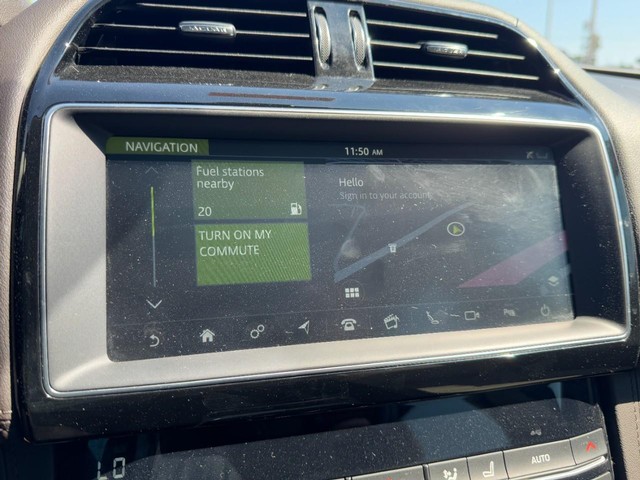 NAVIGATION
11:50 AM
Fuel stations
nearby
20
Hello
Sign in to your account
TURN ON MY
COMMUTE
LO
AUTO